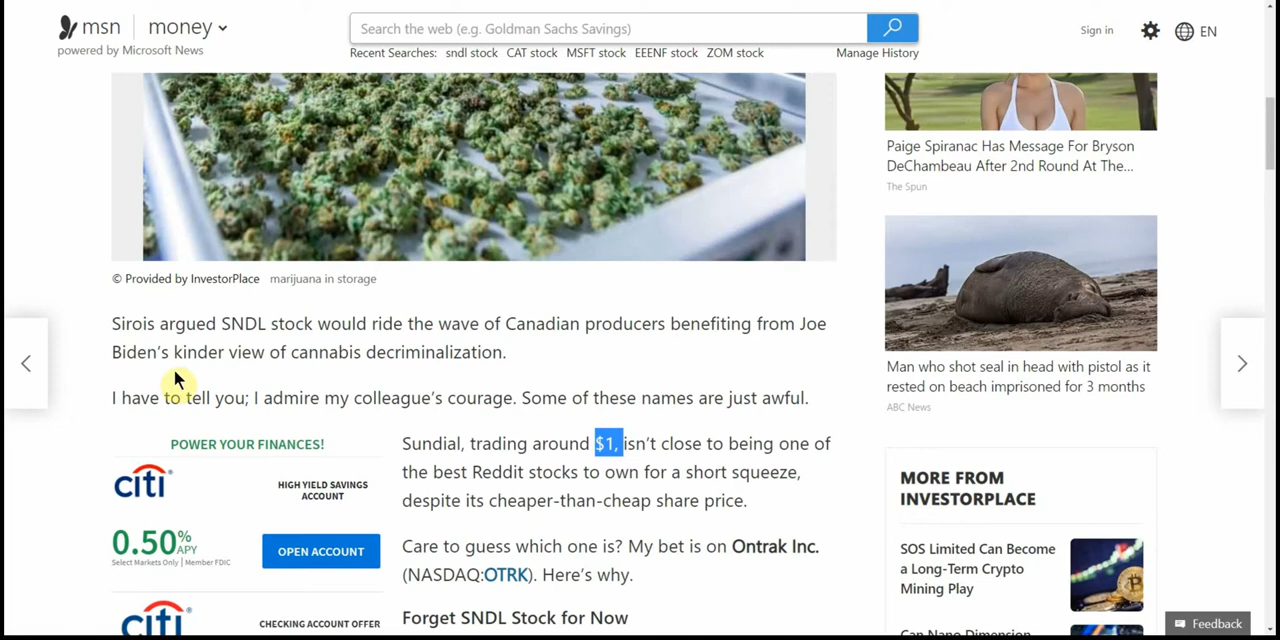 msn
money
powered by Microsoft News
Search the web (e.g. Goldman Sachs Savings)
Recent Searches: sndl stock CAT stock MSFT stock EEENF stock ZOM stock
Manage History
Sign in
EN
© Provided by InvestorPlace marijuana in storage
Sirois argued SNDL stock would ride the wave of Canadian producers benefiting from Joe
Biden's kinder view of cannabis decriminalization.
I have to tell you; I admire my colleague's courage. Some of these names are just awful.
POWER YOUR FINANCES!
citi
HIGH YIELD SAVINGS
ACCOUNT
0.50% APY
Select Markets Only | Member FDIC
OPEN ACCOUNT
citi
CHECKING ACCOUNT OFFER
Sundial, trading around $1, isn't close to being one of
the best Reddit stocks to own for a short squeeze,
despite its cheaper-than-cheap share price.
Care to guess which one is? My bet is on Ontrak Inc.
(NASDAQ:OTRK). Here's why.
Forget SNDL Stock for Now
Paige Spiranac Has Message For Bryson
DeChambeau After 2nd Round At The...
The Spun
Man who shot seal in head with pistol as it
rested on beach imprisoned for 3 months
ABC News
MORE FROM
INVESTORPLACE
SOS Limited Can Become
a Long-Term Crypto
Mining Play
Can Nano Dimension
Feedback